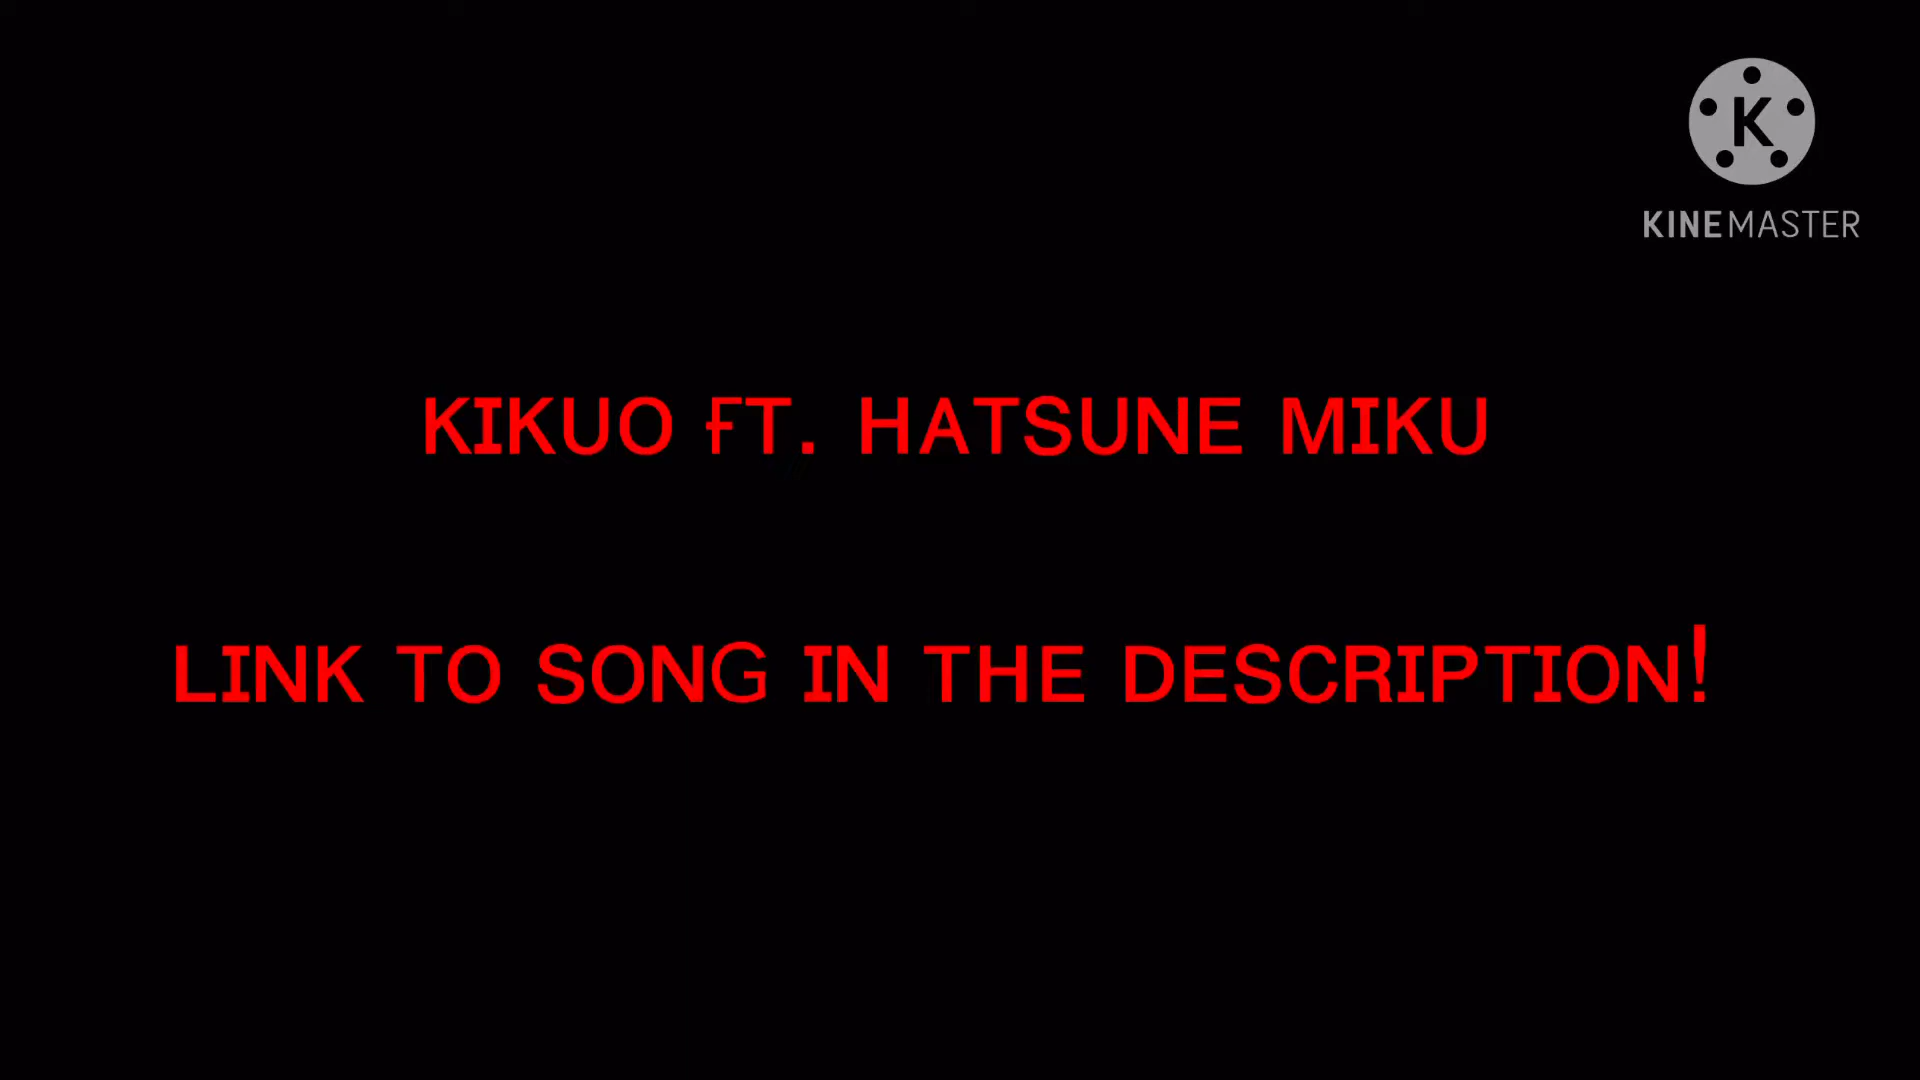 K
KINEMASTER
KIKUO FT. HATSUNE MIKU
LINK TO SONG IN THE DESCRIPTION!